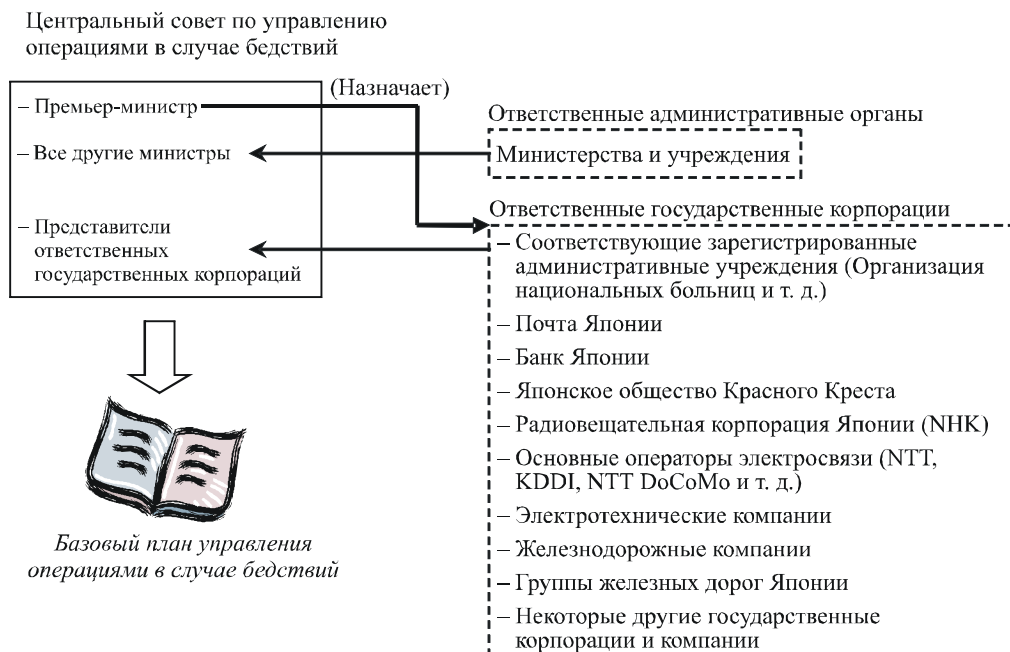 Центральный совет по управлению
операциями в случае бедствий
(Назначает)
– Премьер-министр
– Все другие министры
– Представители
ответственных
государственных корпораций
Базовый план управления
операциями в случае бедствий
Ответственные административные органы
Министерства и учреждения
Ответственные государственные корпорации
– Соответствующие зарегистрированные
административные учреждения (Организация
национальных больниц и т. д.)
– Почта Японии
– Банк Японии
– Японское общество Красного Креста
– Радиовещательная корпорация Японии (NHK)
– Основные операторы электросвязи (NTT,
KDDI, NTT DoCoMo и т. д.)
– Электротехнические компании
– Железнодорожные компании
– Группы железных дорог Японии
– Некоторые другие государственные
корпорации и компании